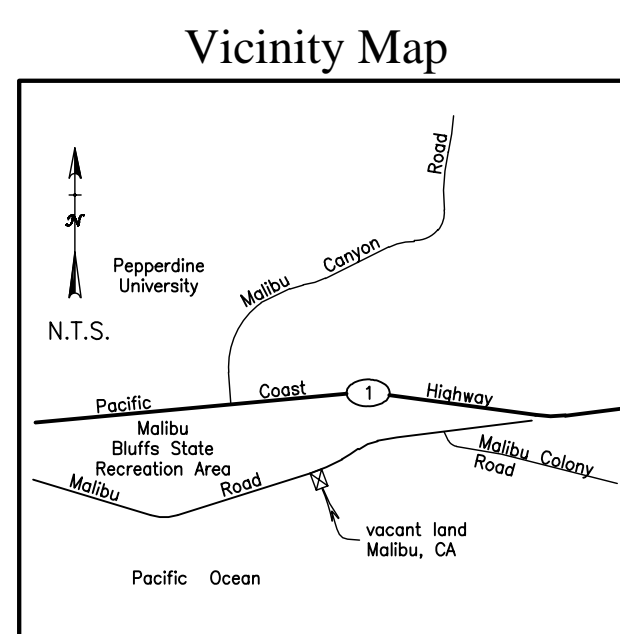 Vicinity Map
Road
N
Canyon
Pepperdine
University
Malibu
N.T.S.
Pacific Coast 1 Highway
Malibu
Bluffs State
Recreation Area
Malibu Colony
Road
Malibu Road
vacant land
Malibu, CA
Pacific Ocean